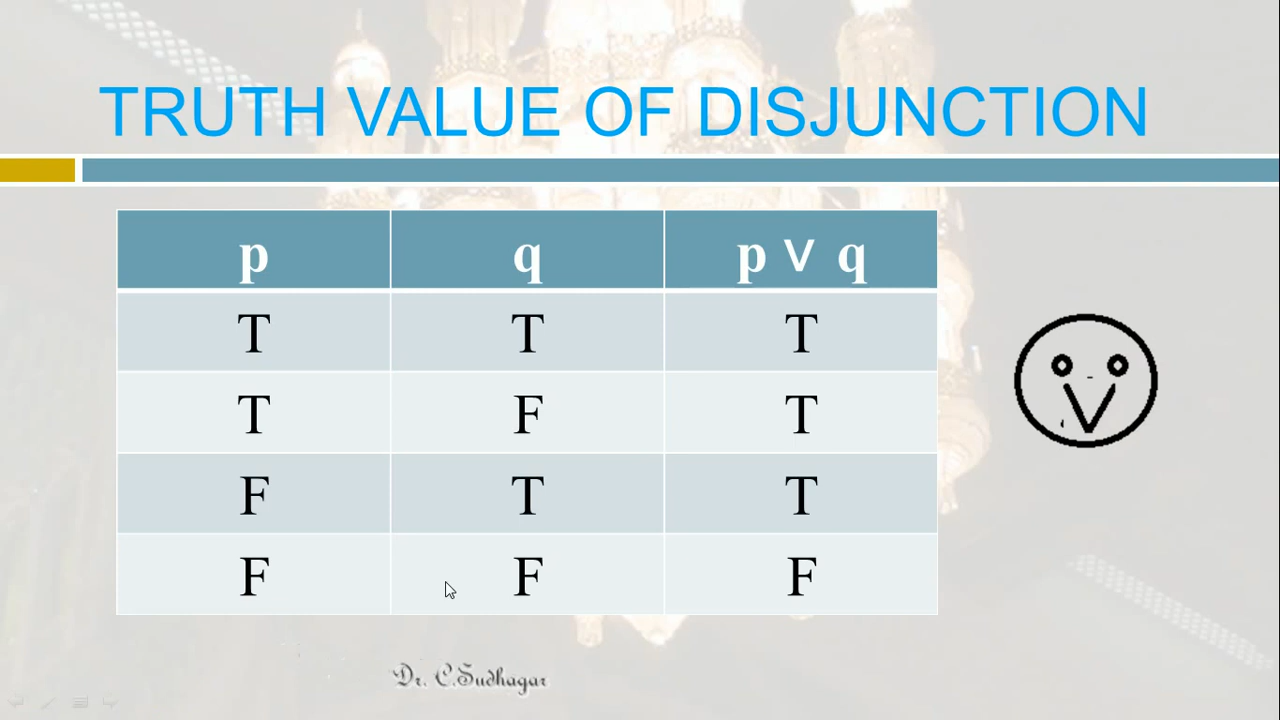 TRUTH VALUE OF DISJUNCTION
p q p ∨ q
T T T
T F T
F T T
F F F
Dr. C.Sudhagar